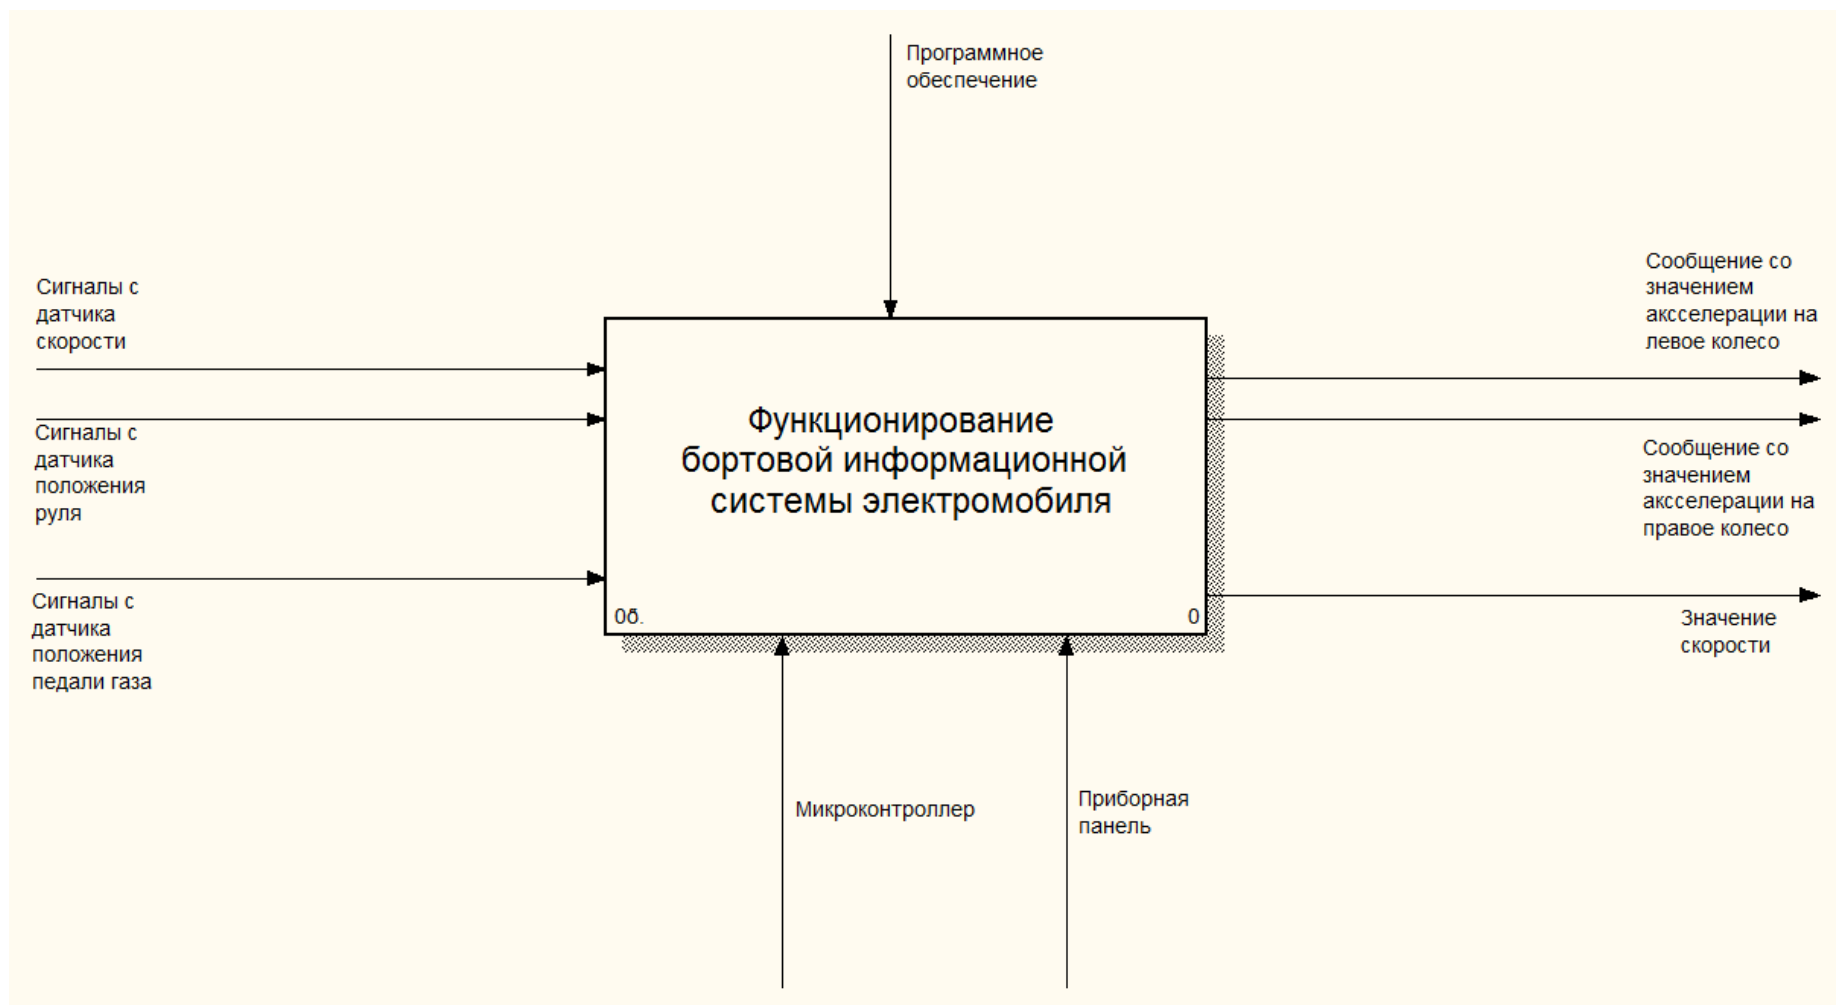 Программное
обеспечение
Сигналы с
датчика
скорости
Сигналы с
датчика
положения
руля
Сигналы с
датчика
положения
педали газа
Функционирование
бортовой информационной
системы электромобиля
0б.
0
Сообщение со
значением
аксселерации на
левое колесо
Сообщение со
значением
аксселерации на
правое колесо
Значение
скорости
Микроконтроллер
Приборная
панель